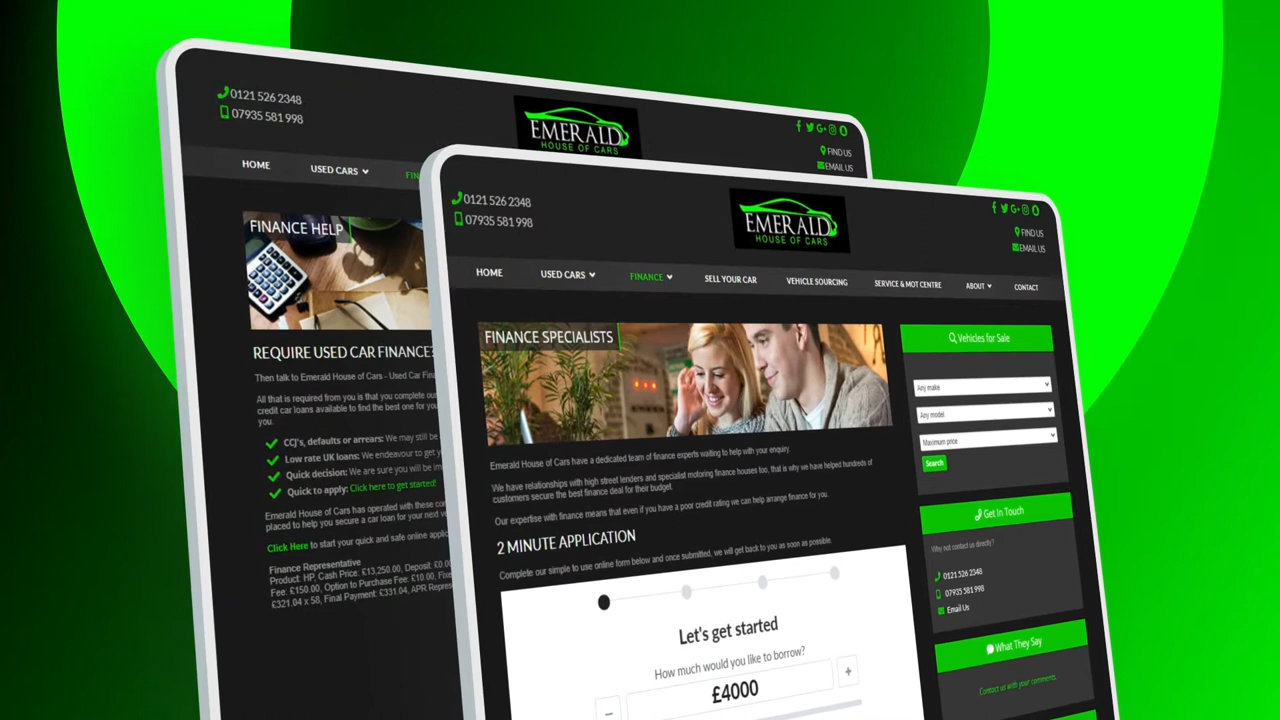 0121 526 2348
07935 581 998
EMERALD
HOUSE OF CARS
FIND US
EMAIL US
HOME
USED CARS
FINANCE HELP
REQUIRE USED CAR FINANCE?
Then talk to Emerald House of Cars - Used Car
All that is required from you is that you complete
credit car loans available to find the best one for
you.
CCJ's, defaults or arrears: We may still be
Low rate UK loans: We endeavour to get
Quick decision: We are sure you will be
Quick to apply: Click here to get started!
Emerald House of Cars has operated with these
placed to help you secure a car loan for your next
Click Here to start your quick and safe online
Finance Representative
Product: HP, Cash Price: £13,250.00, Deposit:
Fee: £150.00, Option to Purchase Fee: £10.00,
£321.04 x 58, Final Payment: £331.04, APR
0121 526 2348
07935 581 998
EMERALD
HOUSE OF CARS
FIND US
EMAIL US
HOME USED CARS FINANCE SELL YOUR CAR VEHICLE SOURCING SERVICE & MOT CENTRE ABOUT CONTACT
FINANCE SPECIALISTS
Emerald House of Cars have a dedicated team of finance experts waiting to help with your enquiry.
We have relationships with high street lenders and specialist motoring finance houses too, that is why we have helped hundreds of
customers secure the best finance deal for their budget.
Our expertise with finance means that even if you have a poor credit rating we can help arrange finance for you.
2 MINUTE APPLICATION
Complete our simple to use online form below and once submitted, we will get back to you as soon as possible.
Let's get started
How much would you like to borrow?
− £4000 +
Vehicles for Sale
Any make
Any model
Maximum price
Search
Get In Touch
Why not contact us directly?
0121 526 2348
07935 581 998
Email Us
What They Say
Contact us with your comments.